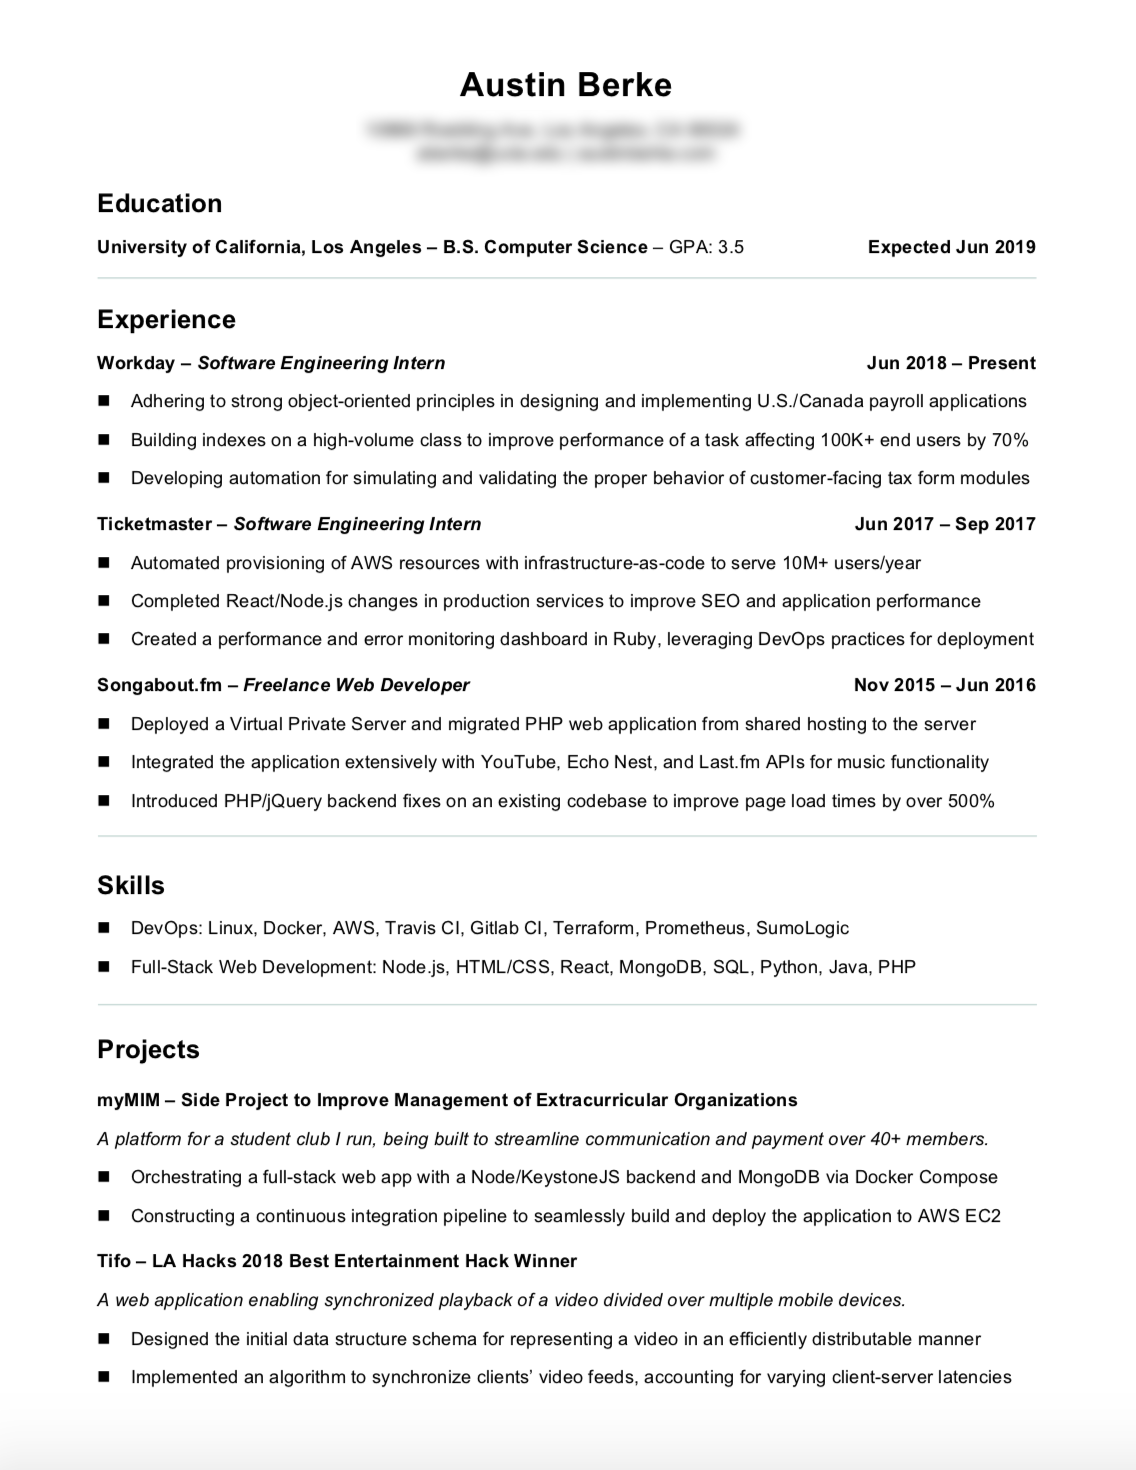 Austin Berke
Education
University of California, Los Angeles – B.S. Computer Science – GPA: 3.5 Expected Jun 2019
Experience
Workday – Software Engineering Intern Jun 2018 – Present
■ Adhering to strong object-oriented principles in designing and implementing U.S./Canada payroll applications
■ Building indexes on a high-volume class to improve performance of a task affecting 100K+ end users by 70%
■ Developing automation for simulating and validating the proper behavior of customer-facing tax form modules
Ticketmaster – Software Engineering Intern Jun 2017 – Sep 2017
■ Automated provisioning of AWS resources with infrastructure-as-code to serve 10M+ users/year
■ Completed React/Node.js changes in production services to improve SEO and application performance
■ Created a performance and error monitoring dashboard in Ruby, leveraging DevOps practices for deployment
Songabout.fm – Freelance Web Developer Nov 2015 – Jun 2016
■ Deployed a Virtual Private Server and migrated PHP web application from shared hosting to the server
■ Integrated the application extensively with YouTube, Echo Nest, and Last.fm APIs for music functionality
■ Introduced PHP/jQuery backend fixes on an existing codebase to improve page load times by over 500%
Skills
■ DevOps: Linux, Docker, AWS, Travis CI, Gitlab CI, Terraform, Prometheus, SumoLogic
■ Full-Stack Web Development: Node.js, HTML/CSS, React, MongoDB, SQL, Python, Java, PHP
Projects
myMIM – Side Project to Improve Management of Extracurricular Organizations
A platform for a student club I run, being built to streamline communication and payment over 40+ members.
■ Orchestrating a full-stack web app with a Node/KeystoneJS backend and MongoDB via Docker Compose
■ Constructing a continuous integration pipeline to seamlessly build and deploy the application to AWS EC2
Tifo – LA Hacks 2018 Best Entertainment Hack Winner
A web application enabling synchronized playback of a video divided over multiple mobile devices.
■ Designed the initial data structure schema for representing a video in an efficiently distributable manner
■ Implemented an algorithm to synchronize clients’ video feeds, accounting for varying client-server latencies